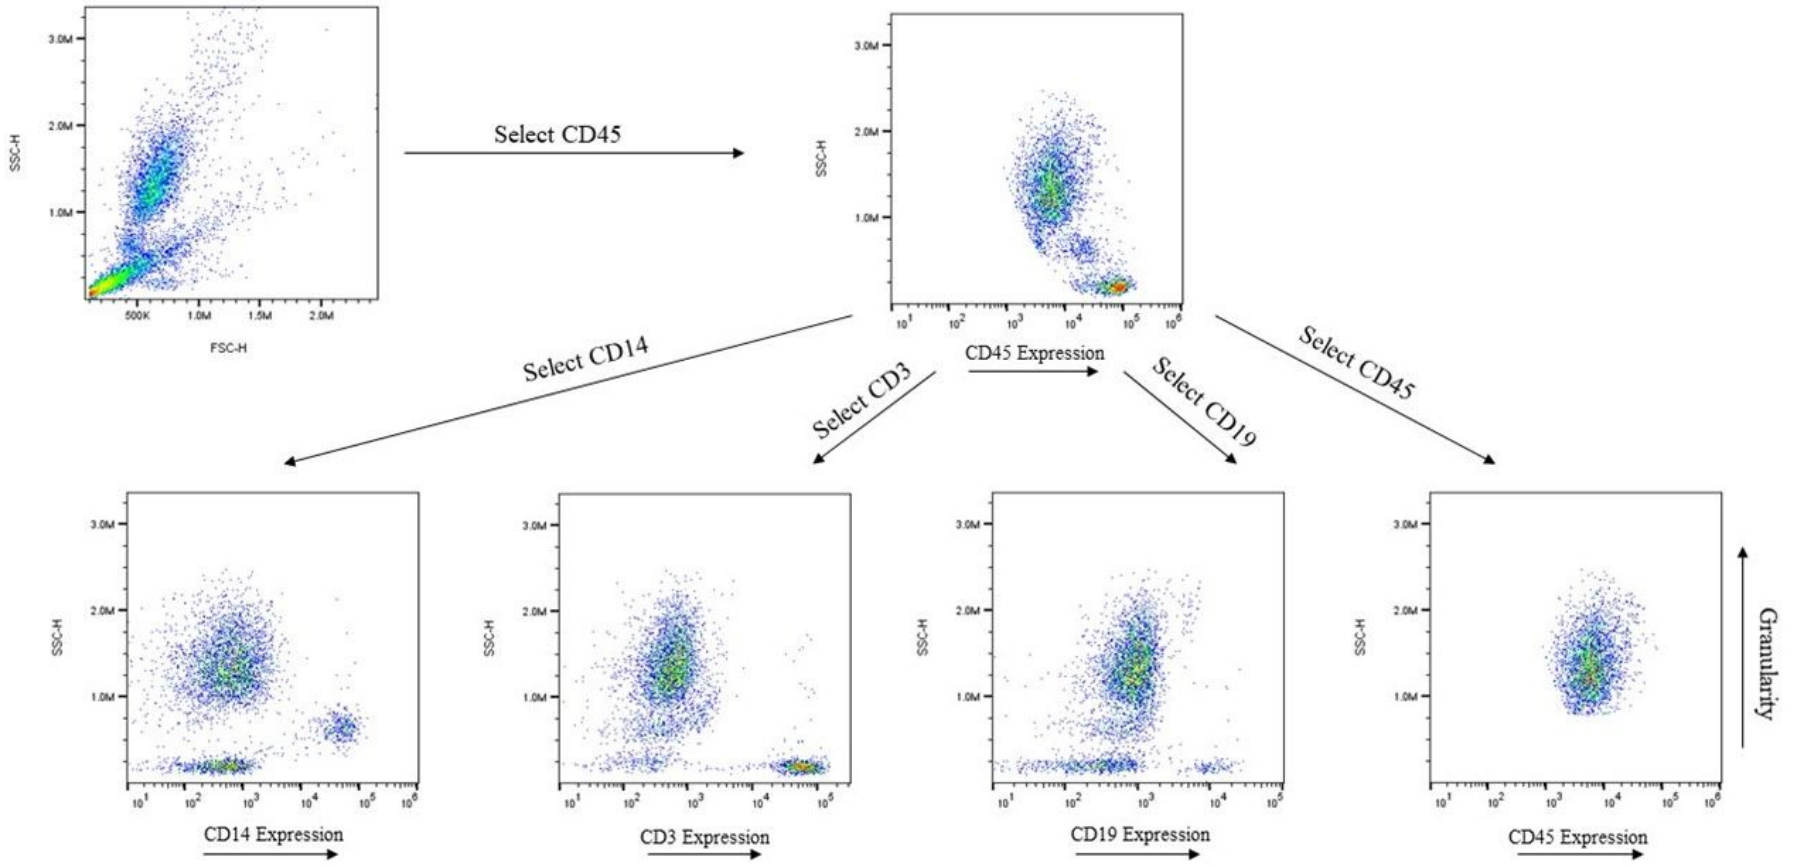 3.0M
2.0M
1.0M
SSC-H
500K 1.0M 1.5M 2.0M
FSC-H
Select CD45
3.0M
2.0M
1.0M
SSC-H
10¹ 10² 10³ 10⁴ 10⁵ 10⁶
CD45 Expression
Select CD14
Select CD3
Select CD19
Select CD45
3.0M
2.0M
1.0M
SSC-H
10¹ 10² 10³ 10⁴ 10⁵ 10⁶
CD14 Expression
3.0M
2.0M
1.0M
SSC-H
10¹ 10² 10³ 10⁴ 10⁵
CD3 Expression
3.0M
2.0M
1.0M
SSC-H
10¹ 10² 10³ 10⁴ 10⁵
CD19 Expression
3.0M
2.0M
1.0M
SSC-H
10¹ 10² 10³ 10⁴ 10⁵ 10⁶
CD45 Expression
Granularity